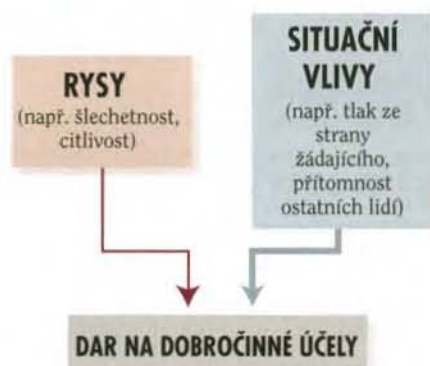 RYSY
(např. šlechetnost,
citlivost)
SITUAČNÍ
VLIVY
(např. tlak ze
strany
žádajícího,
přítomnost
ostatních lidí)
DAR NA DOBROČINNÉ ÚČELY